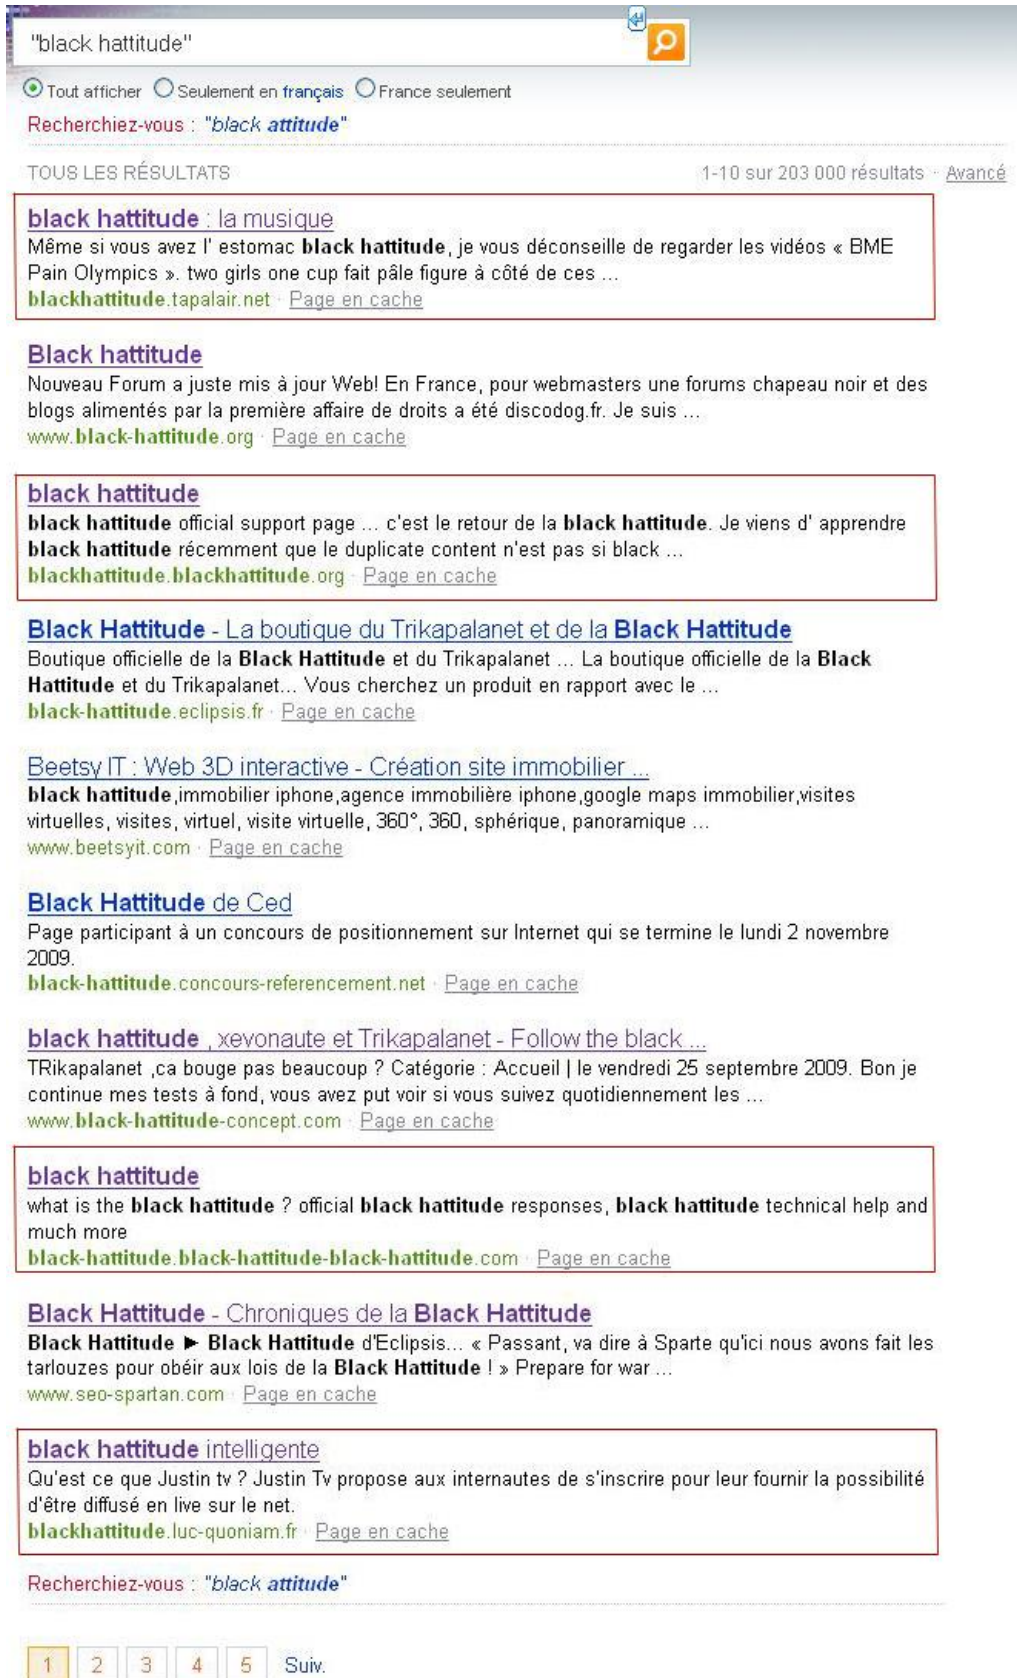 "black hattitude"
Tout afficher Seulement en français France seulement
Recherchiez-vous : "black attitude"
TOUS LES RÉSULTATS 1-10 sur 203 000 résultats · Avancé
black hattitude : la musique
Même si vous avez l' estomac black hattitude, je vous déconseille de regarder les vidéos « BME
Pain Olympics ». two girls one cup fait pâle figure à côté de ces ...
blackhattitude.tapalair.net · Page en cache
Black hattitude
Nouveau Forum a juste mis à jour Web! En France, pour webmasters une forums chapeau noir et des
blogs alimentés par la première affaire de droits a été discodog.fr. Je suis ...
www.black-hattitude.org · Page en cache
black hattitude
black hattitude official support page ... c'est le retour de la black hattitude. Je viens d' apprendre
black hattitude récemment que le duplicate content n'est pas si black ...
blackhattitude.blackhattitude.org · Page en cache
Black Hattitude - La boutique du Trikapalanet et de la Black Hattitude
Boutique officielle de la Black Hattitude et du Trikapalanet ... La boutique officielle de la Black
Hattitude et du Trikapalanet... Vous cherchez un produit en rapport avec le ...
black-hattitude.eclipsis.fr · Page en cache
Beetsy IT : Web 3D interactive - Création site immobilier ...
black hattitude,immobilier iphone,agence immobilière iphone,google maps immobilier,visites
virtuelles, visites, virtuel, visite virtuelle, 360°, 360, sphérique, panoramique ...
www.beetsyit.com · Page en cache
Black Hattitude de Ced
Page participant à un concours de positionnement sur Internet qui se termine le lundi 2 novembre
2009.
black-hattitude.concours-referencement.net · Page en cache
black hattitude , xevonaute et Trikapalanet - Follow the black ...
TRikapalanet ,ca bouge pas beaucoup ? Catégorie : Accueil | le vendredi 25 septembre 2009. Bon je
continue mes tests à fond, vous avez put voir si vous suivez quotidiennement les ...
www.black-hattitude-concept.com · Page en cache
black hattitude
what is the black hattitude ? official black hattitude responses, black hattitude technical help and
much more
black-hattitude.black-hattitude-black-hattitude.com · Page en cache
Black Hattitude - Chroniques de la Black Hattitude
Black Hattitude ► Black Hattitude d'Eclipsis... « Passant, va dire à Sparte qu'ici nous avons fait les
tarlouzes pour obéir aux lois de la Black Hattitude ! » Prepare for war ...
www.seo-spartan.com · Page en cache
black hattitude intelligente
Qu'est ce que Justin tv ? Justin Tv propose aux internautes de s'inscrire pour leur fournir la possibilité
d'être diffusé en live sur le net.
blackhattitude.luc-quoniam.fr · Page en cache
Recherchiez-vous : "black attitude"
1 2 3 4 5 Suiv.